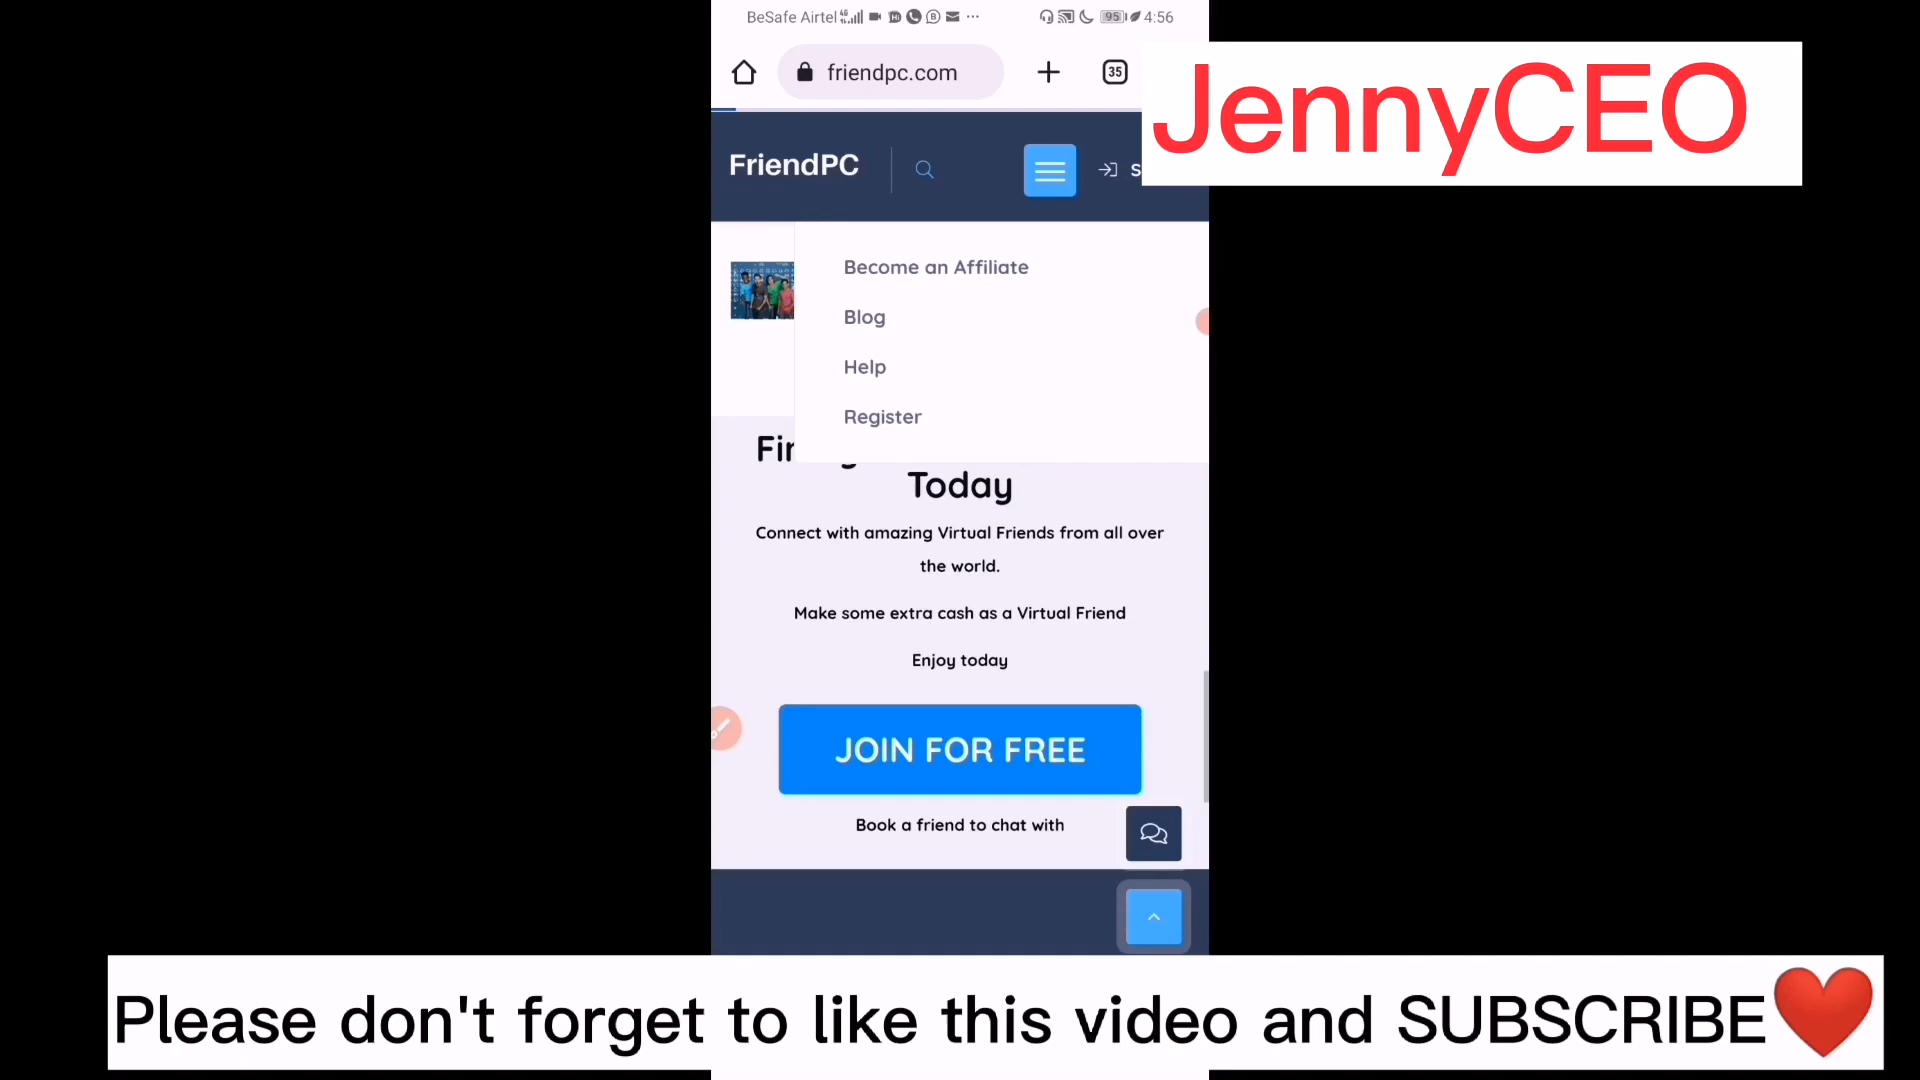 BeSafe Airtel
95
4:56
friendpc.com
35
JennyCEO
FriendPC
S
Become an Affiliate
Blog
Help
Register
Today
Connect with amazing Virtual Friends from all over
the world.
Make some extra cash as a Virtual Friend
Enjoy today
JOIN FOR FREE
Book a friend to chat with
Please don't forget to like this video and SUBSCRIBE❤️